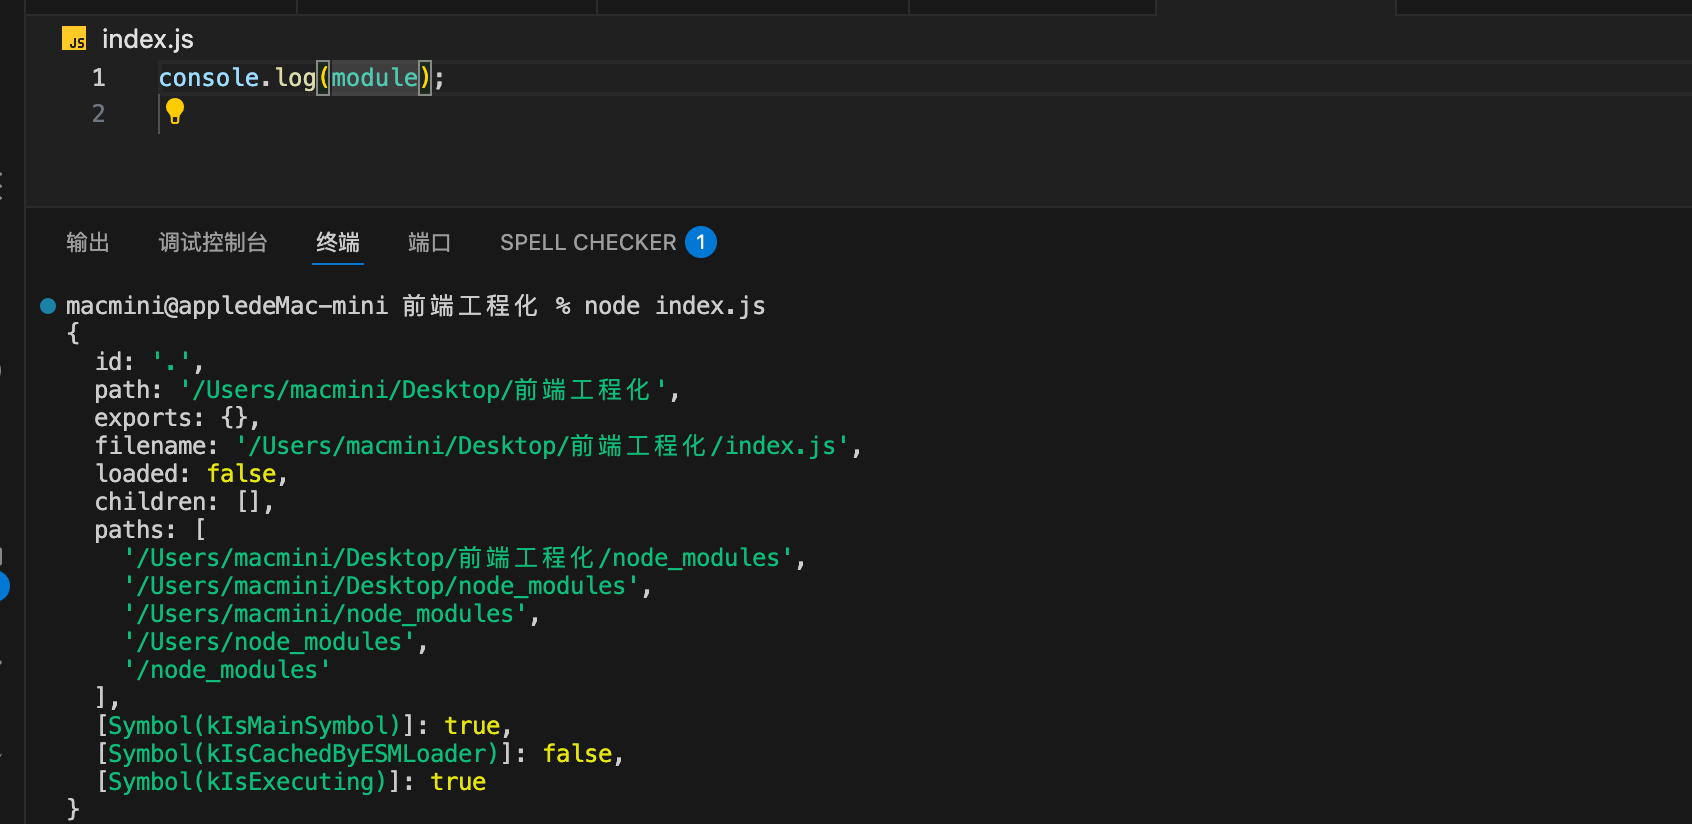 JS index.js
1 console.log(module);
2
输出 调试控制台 终端 端口 SPELL CHECKER 1
macmini@appledeMac-mini 前端工程化 % node index.js
{
  id: '.',
  path: '/Users/macmini/Desktop/前端工程化',
  exports: {},
  filename: '/Users/macmini/Desktop/前端工程化/index.js',
  loaded: false,
  children: [],
  paths: [
    '/Users/macmini/Desktop/前端工程化/node_modules',
    '/Users/macmini/Desktop/node_modules',
    '/Users/macmini/node_modules',
    '/Users/node_modules',
    '/node_modules'
  ],
  [Symbol(kIsMainSymbol)]: true,
  [Symbol(kIsCachedByESMLoader)]: false,
  [Symbol(kIsExecuting)]: true
}